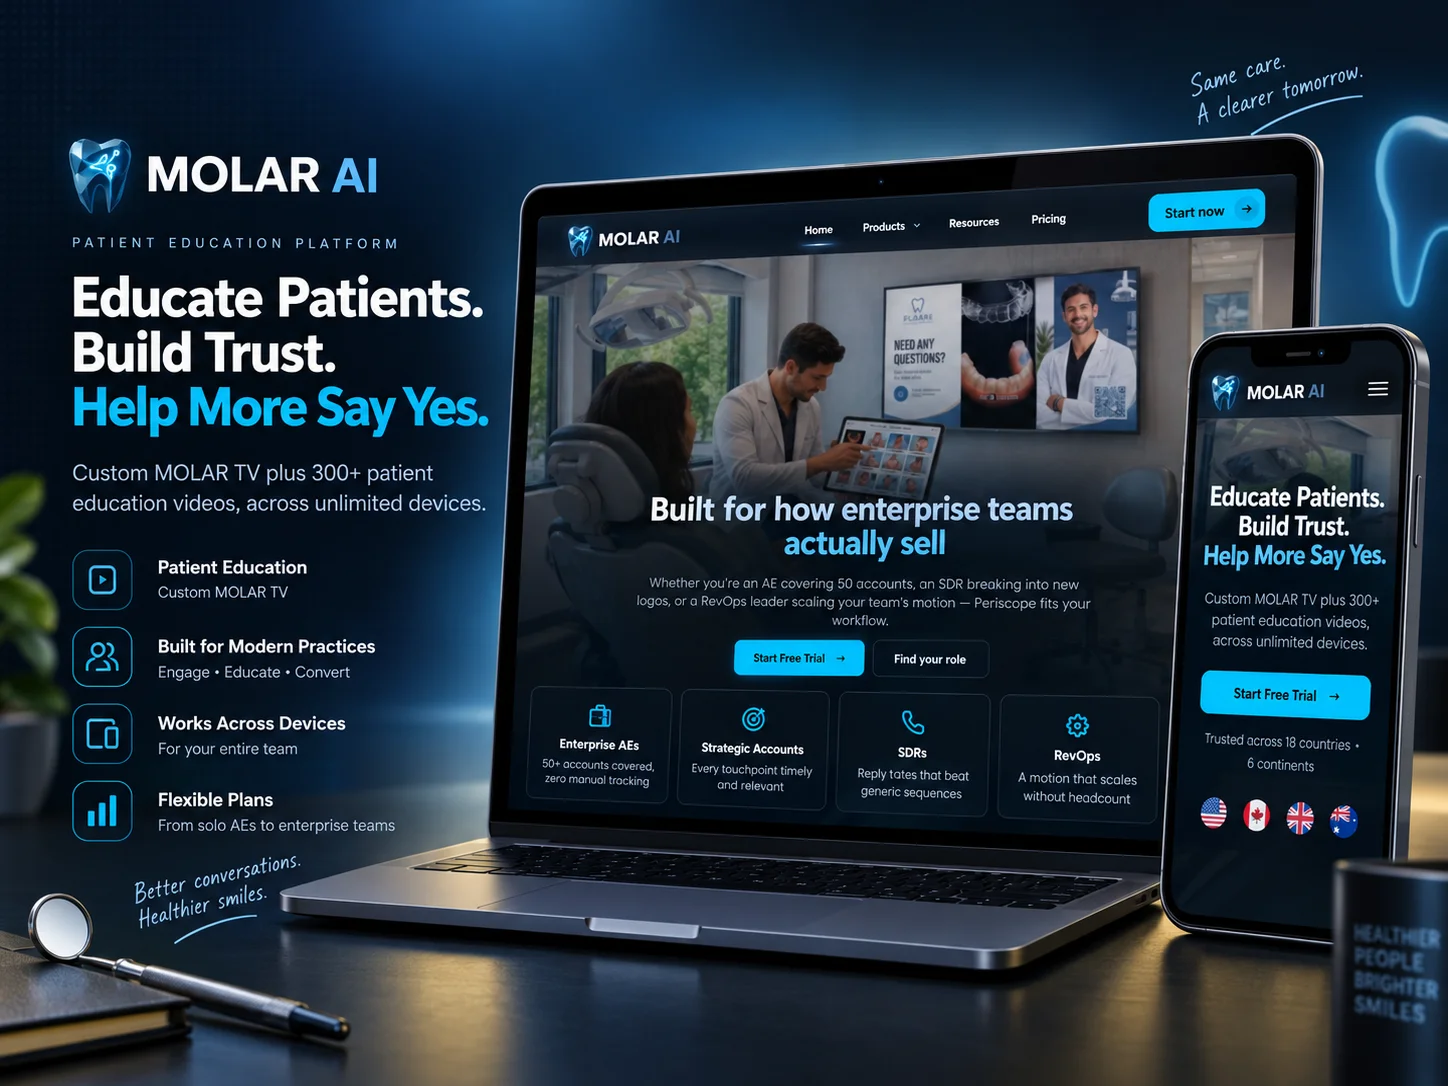 MOLAR AI
PATIENT EDUCATION PLATFORM
Educate Patients.
Build Trust.
Help More Say Yes.
Custom MOLAR TV plus 300+ patient
education videos, across unlimited devices.
Patient Education
Custom MOLAR TV
Built for Modern Practices
Engage • Educate • Convert
Works Across Devices
For your entire team
Flexible Plans
From solo AEs to enterprise teams
Better conversations.
Healthier smiles.
Same care.
A clearer tomorrow.
MOLAR AI
Home
Products
Resources
Pricing
Start now →
NEED ANY
QUESTIONS?
Built for how enterprise teams
actually sell
Whether you're an AE covering 50 accounts, an SDR breaking into new
logos, or a RevOps leader scaling your team's motion — Periscope fits your
workflow.
Start Free Trial →
Find your role
Enterprise AEs
50+ accounts covered,
zero manual tracking
Strategic Accounts
Every touchpoint timely
and relevant
SDRs
Reply tates that beat
generic sequences
RevOps
A motion that scales
without headcount
MOLAR AI
Educate Patients.
Build Trust.
Help More Say Yes.
Custom MOLAR TV plus 300+
patient education videos,
across unlimited devices.
Start Free Trial →
Trusted across 18 countries •
6 continents
HEALTHIER
PEOPLE
BRIGHTER
SMILES